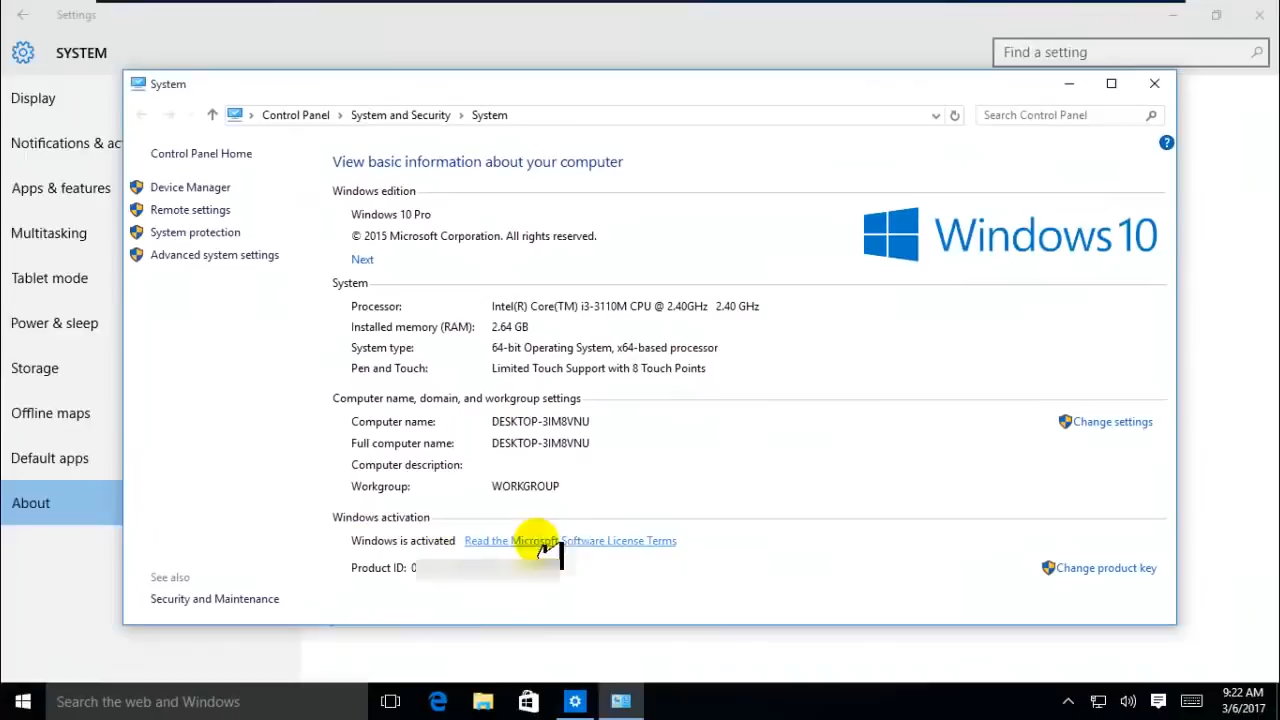 Settings
SYSTEM
Find a setting
Display
Notifications & ac
Apps & features
Multitasking
Tablet mode
Power & sleep
Storage
Offline maps
Default apps
About
System
Control Panel > System and Security > System
Search Control Panel
Control Panel Home
Device Manager
Remote settings
System protection
Advanced system settings
See also
Security and Maintenance
View basic information about your computer
Windows edition
Windows 10 Pro
© 2015 Microsoft Corporation. All rights reserved.
Next
Windows 10
System
Processor: Intel(R) Core(TM) i3-3110M CPU @ 2.40GHz 2.40 GHz
Installed memory (RAM): 2.64 GB
System type: 64-bit Operating System, x64-based processor
Pen and Touch: Limited Touch Support with 8 Touch Points
Computer name, domain, and workgroup settings
Computer name: DESKTOP-3IM8VNU
Change settings
Full computer name: DESKTOP-3IM8VNU
Computer description:
Workgroup: WORKGROUP
Windows activation
Windows is activated Read the Microsoft Software License Terms
Product ID: 0
Change product key
Search the web and Windows
9:22 AM
3/6/2017